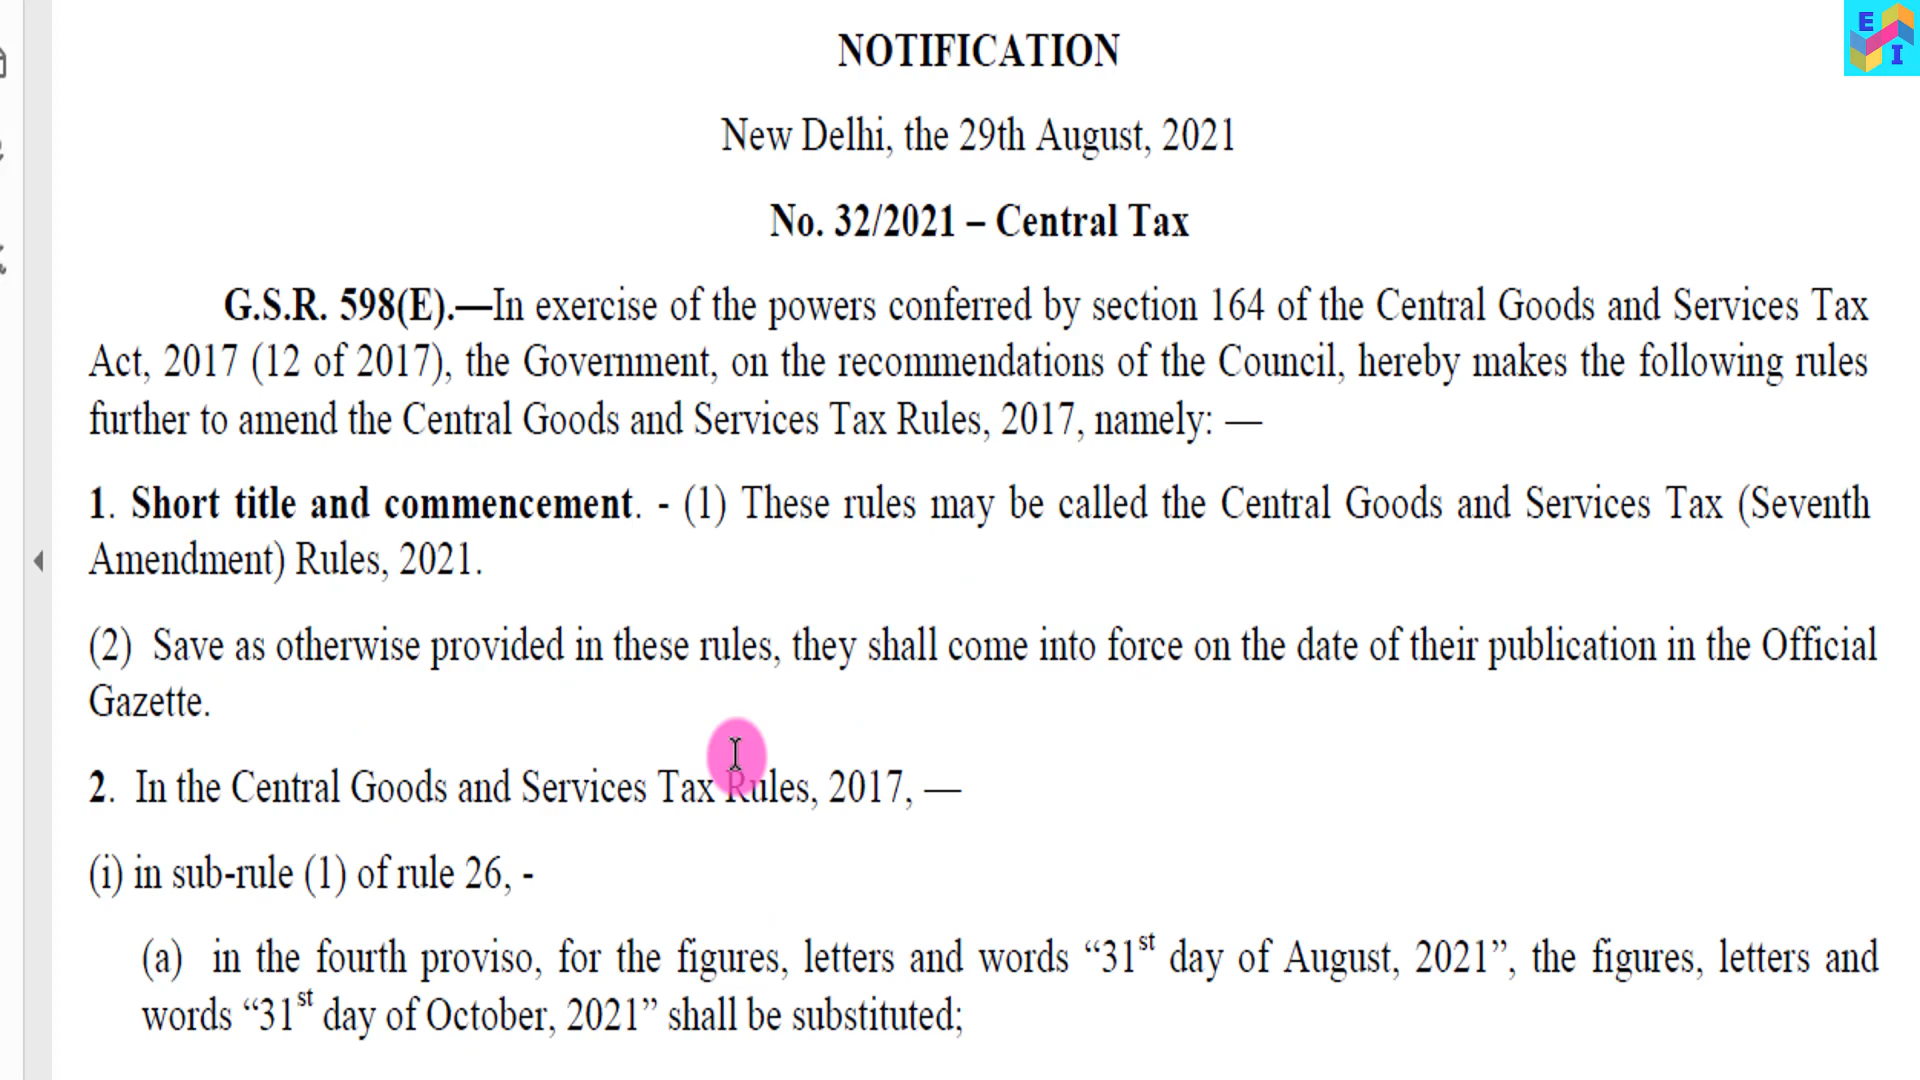 E
I
NOTIFICATION
New Delhi, the 29th August, 2021
No. 32/2021 – Central Tax
G.S.R. 598(E).—In exercise of the powers conferred by section 164 of the Central Goods and Services Tax
Act, 2017 (12 of 2017), the Government, on the recommendations of the Council, hereby makes the following rules
further to amend the Central Goods and Services Tax Rules, 2017, namely: —
1. Short title and commencement. - (1) These rules may be called the Central Goods and Services Tax (Seventh
Amendment) Rules, 2021.
(2) Save as otherwise provided in these rules, they shall come into force on the date of their publication in the Official
Gazette.
2. In the Central Goods and Services Tax Rules, 2017, —
(i) in sub-rule (1) of rule 26, -
(a) in the fourth proviso, for the figures, letters and words “31st day of August, 2021”, the figures, letters and
words “31st day of October, 2021” shall be substituted;